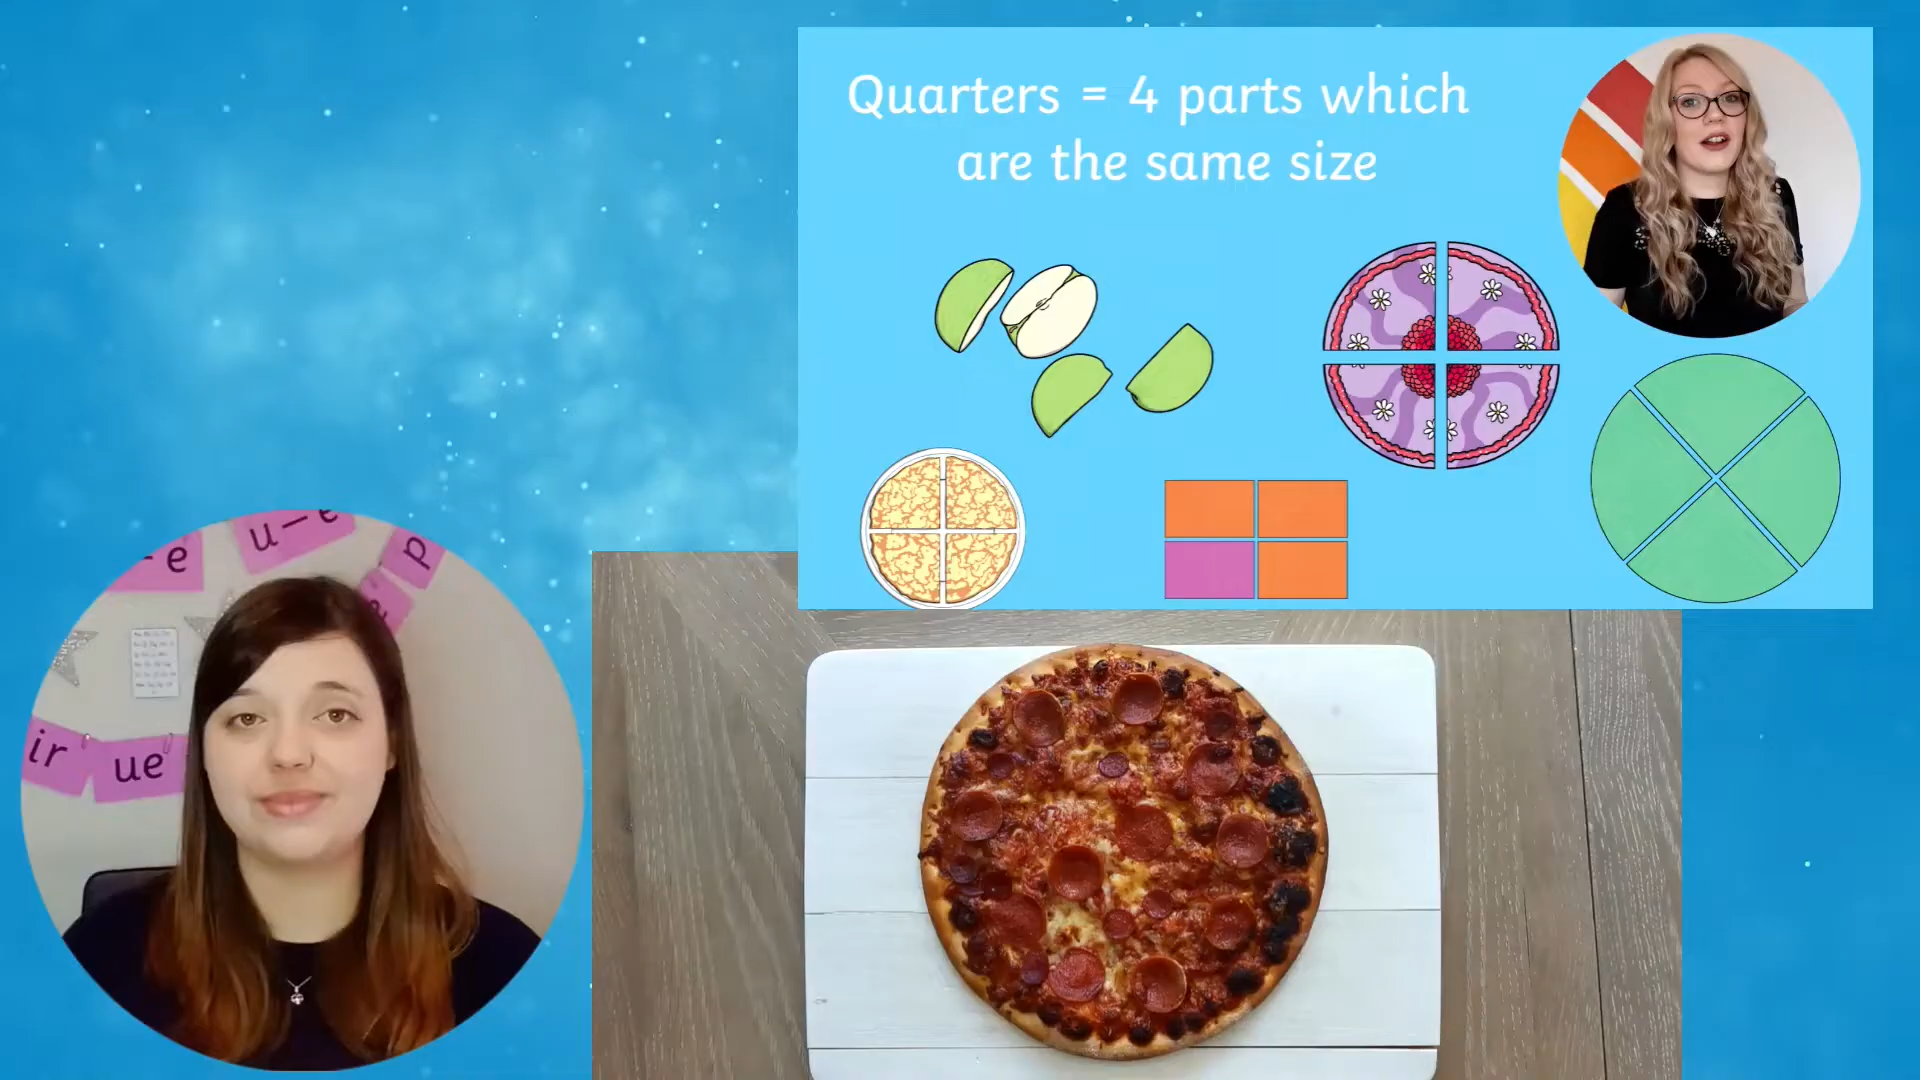 Quarters = 4 parts which
are the same size
u-e
e
p
e
ir
ue